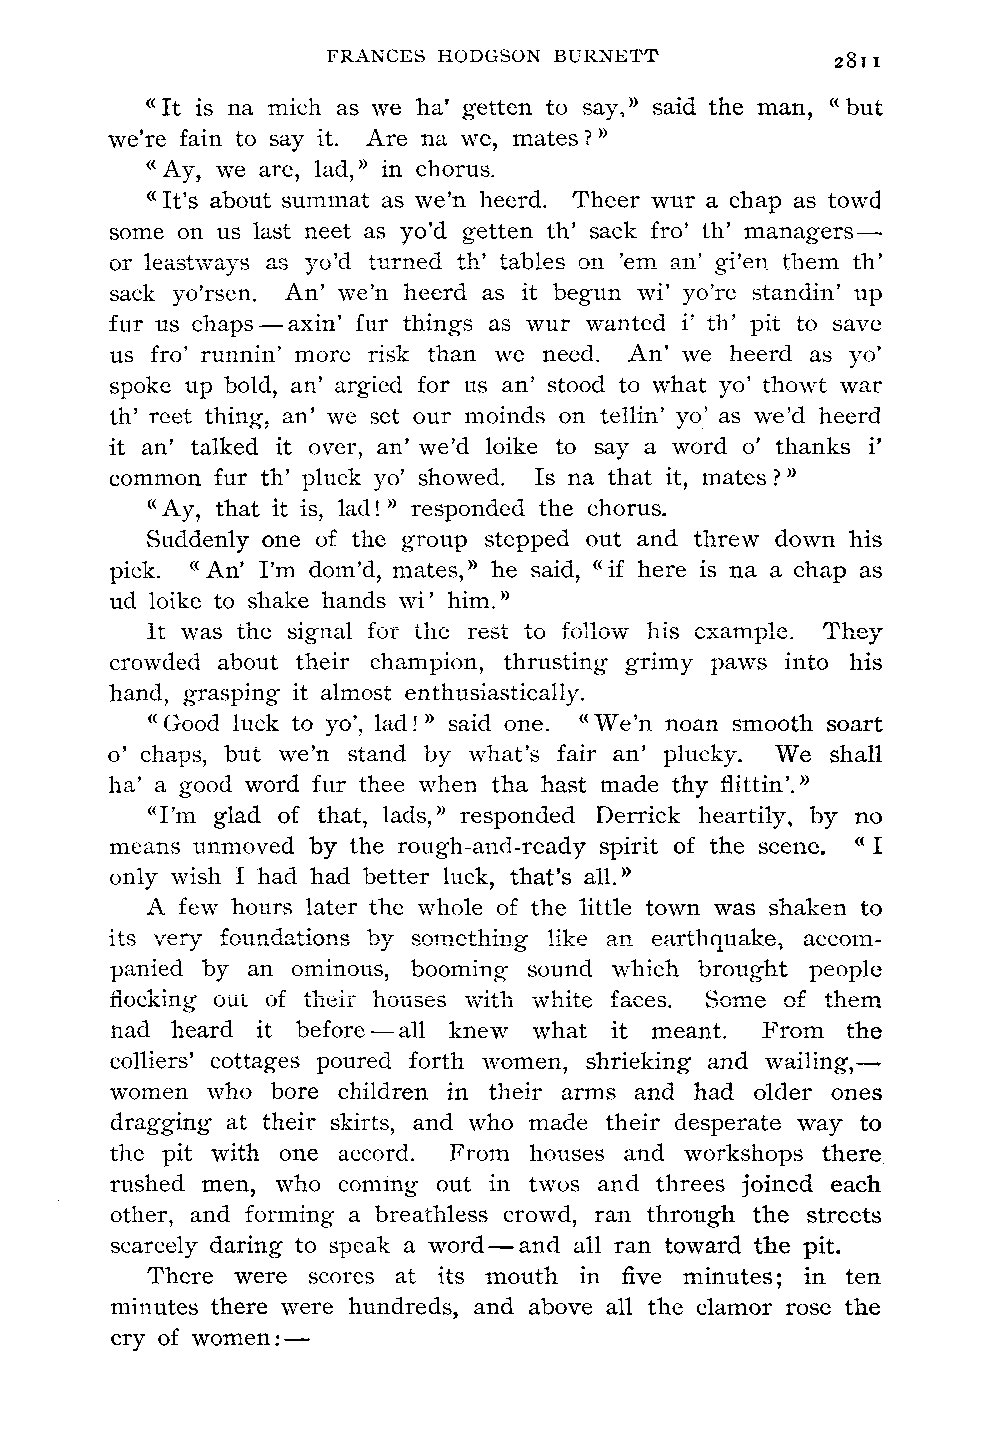 FRANCES HODGSON BURNETT 2811
“It is na mich as we ha' getten to say,” said the man, “but
we're fain to say it. Are na we, mates?”
“Ay, we are, lad,” in chorus.
“It's about summat as we'n heerd. Theer wur a chap as towd
some on us last neet as yo'd getten th' sack fro' th' managers—
or leastways as yo'd turned th' tables on 'em an' gi'en them th'
sack yo'rsen. An' we'n heerd as it begun wi' yo're standin' up
fur us chaps—axin' fur things as wur wanted i' th' pit to save
us fro' runnin' more risk than we need. An' we heerd as yo'
spoke up bold, an' argied for us an' stood to what yo' thowt war
th' reet thing, an' we set our moinds on tellin' yo' as we'd heerd
it an' talked it over, an' we'd loike to say a word o' thanks i'
common fur th' pluck yo' showed. Is na that it, mates?”
“Ay, that it is, lad!” responded the chorus.
Suddenly one of the group stepped out and threw down his
pick. “An' I'm dom'd, mates,” he said, “if here is na a chap as
ud loike to shake hands wi' him.”
It was the signal for the rest to follow his example. They
crowded about their champion, thrusting grimy paws into his
hand, grasping it almost enthusiastically.
“Good luck to yo', lad!” said one. “We'n noan smooth soart
o' chaps, but we'n stand by what's fair an' plucky. We shall
ha' a good word fur thee when tha hast made thy flittin'.”
“I'm glad of that, lads,” responded Derrick heartily, by no
means unmoved by the rough-and-ready spirit of the scene. “I
only wish I had had better luck, that's all.”
A few hours later the whole of the little town was shaken to
its very foundations by something like an earthquake, accom-
panied by an ominous, booming sound which brought people
flocking out of their houses with white faces. Some of them
had heard it before—all knew what it meant. From the
colliers' cottages poured forth women, shrieking and wailing,—
women who bore children in their arms and had older ones
dragging at their skirts, and who made their desperate way to
the pit with one accord. From houses and workshops there
rushed men, who coming out in twos and threes joined each
other, and forming a breathless crowd, ran through the streets
scarcely daring to speak a word—and all ran toward the pit.
There were scores at its mouth in five minutes; in ten
minutes there were hundreds, and above all the clamor rose the
cry of women:—